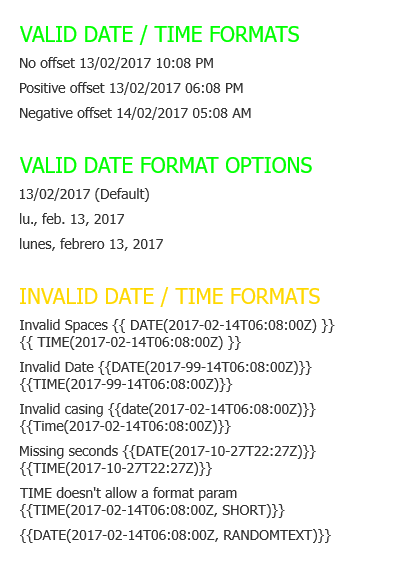 VALID DATE / TIME FORMATS
No offset 13/02/2017 10:08 PM
Positive offset 13/02/2017 06:08 PM
Negative offset 14/02/2017 05:08 AM
VALID DATE FORMAT OPTIONS
13/02/2017 (Default)
lu., feb. 13, 2017
lunes, febrero 13, 2017
INVALID DATE / TIME FORMATS
Invalid Spaces {{ DATE(2017-02-14T06:08:00Z) }}
{{ TIME(2017-02-14T06:08:00Z) }}
Invalid Date {{DATE(2017-99-14T06:08:00Z)}}
{{TIME(2017-99-14T06:08:00Z)}}
Invalid casing {{date(2017-02-14T06:08:00Z)}}
{{Time(2017-02-14T06:08:00Z)}}
Missing seconds {{DATE(2017-10-27T22:27Z)}}
{{TIME(2017-10-27T22:27Z)}}
TIME doesn't allow a format param
{{TIME(2017-02-14T06:08:00Z, SHORT)}}
{{DATE(2017-02-14T06:08:00Z, RANDOMTEXT)}}